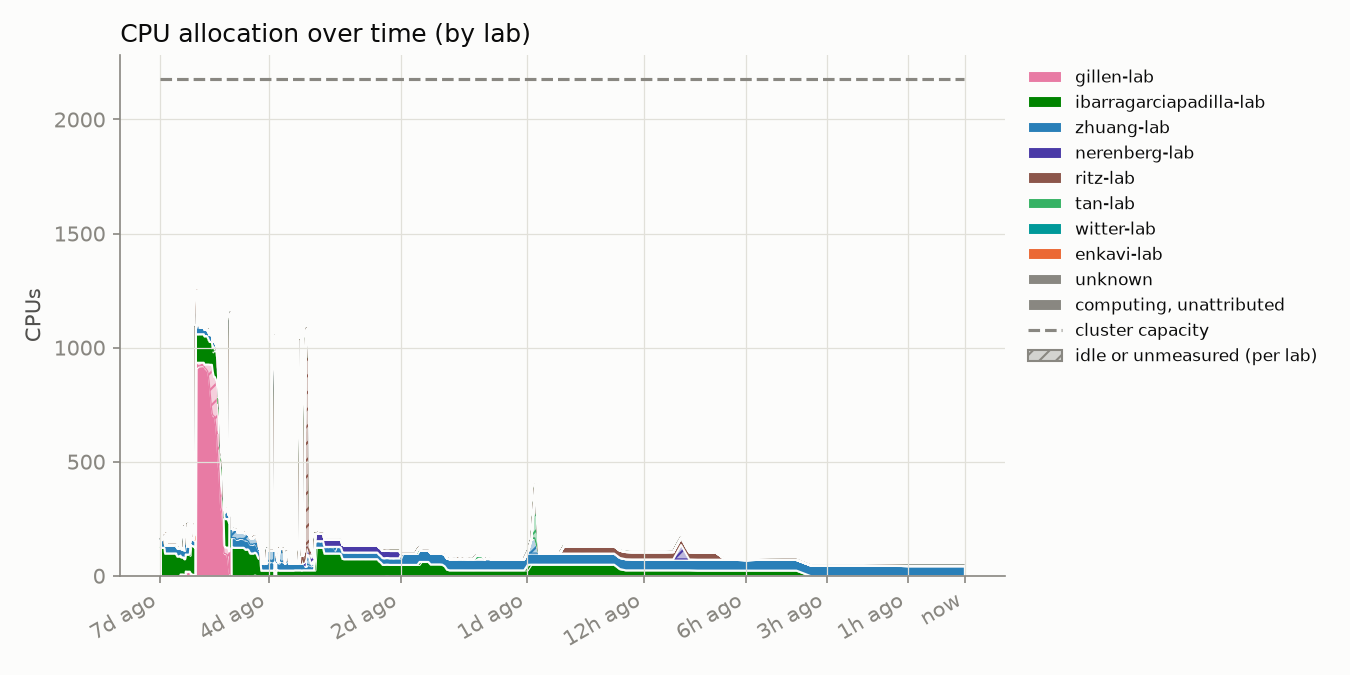 CPU allocation over time (by lab)
CPUs
2000
1500
1000
500
0
7d ago
4d ago
2d ago
1d ago
12h ago
6h ago
3h ago
1h ago
now
gillen-lab
ibarragarciapadilla-lab
zhuang-lab
nerenberg-lab
ritz-lab
tan-lab
witter-lab
enkavi-lab
unknown
computing, unattributed
cluster capacity
idle or unmeasured (per lab)